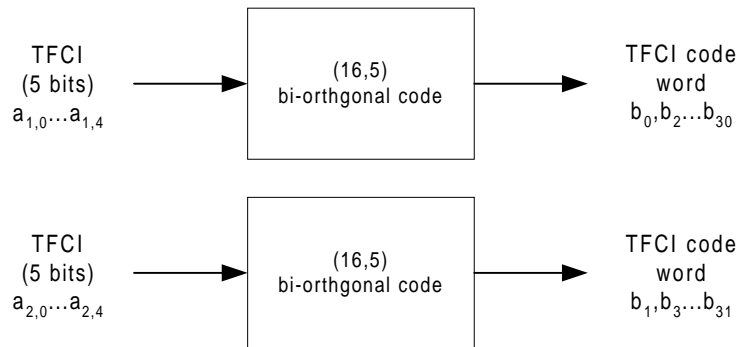 TFCI
(5 bits)
a1,0...a1,4
(16,5)
bi-orthgonal code
TFCI code
word
b0,b2...b30
TFCI
(5 bits)
a2,0...a2,4
(16,5)
bi-orthgonal code
TFCI code
word
b1,b3...b31